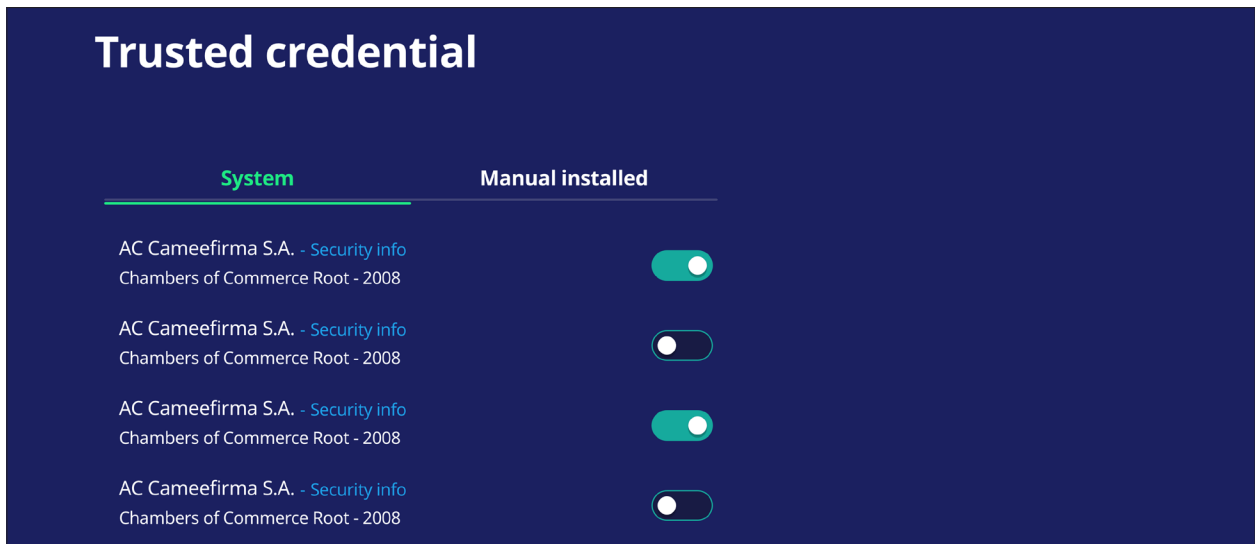 Trusted credential
System
Manual installed
AC Cameefirma S.A. - Security info
Chambers of Commerce Root - 2008
AC Cameefirma S.A. - Security info
Chambers of Commerce Root - 2008
AC Cameefirma S.A. - Security info
Chambers of Commerce Root - 2008
AC Cameefirma S.A. - Security info
Chambers of Commerce Root - 2008